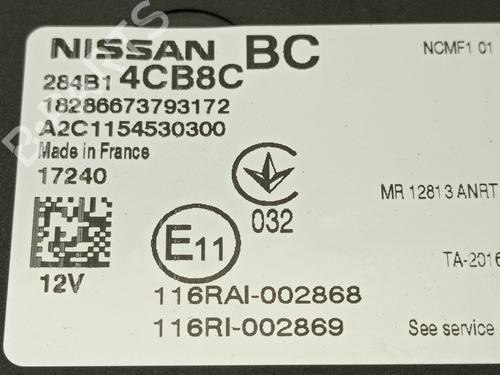 NISSAN BC NCMF1 01
284B1 4CB8C
18286673793172
A2C1154530300
Made in France
17240
032
MR 12813 ANRT
E11
TA-2016
12V
116RAI-002868
116RI-002869
See service